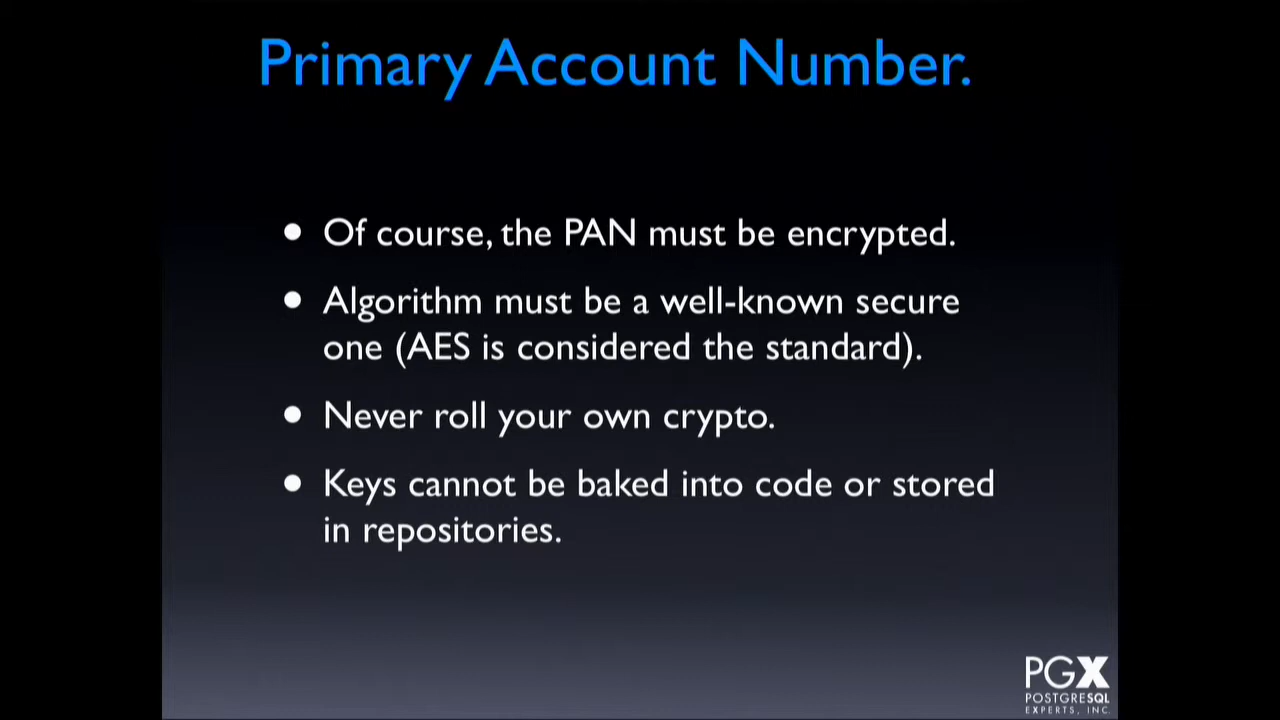 Primary Account Number.
• Of course, the PAN must be encrypted.
• Algorithm must be a well-known secure
one (AES is considered the standard).
• Never roll your own crypto.
• Keys cannot be baked into code or stored
in repositories.
PGX
POSTGRESQL
EXPERTS, INC.